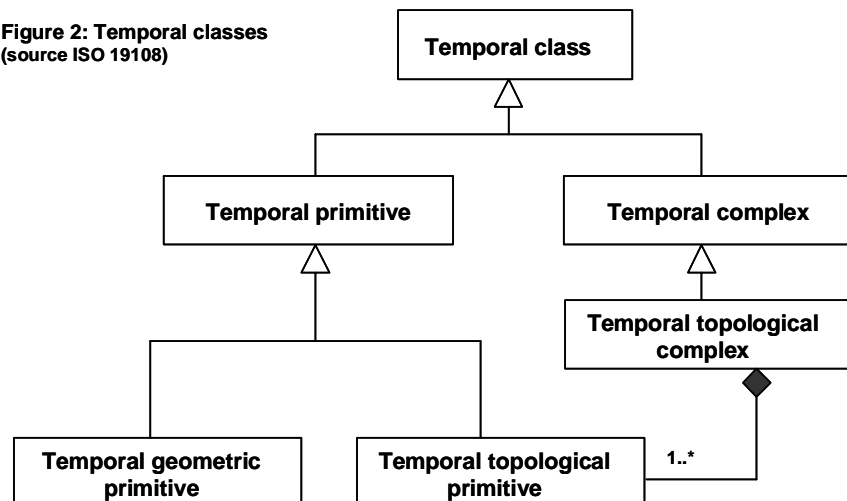 Figure 2: Temporal classes
(source ISO 19108)
Temporal class
Temporal primitive
Temporal complex
Temporal topological
complex
Temporal geometric
primitive
Temporal topological
primitive
1..*